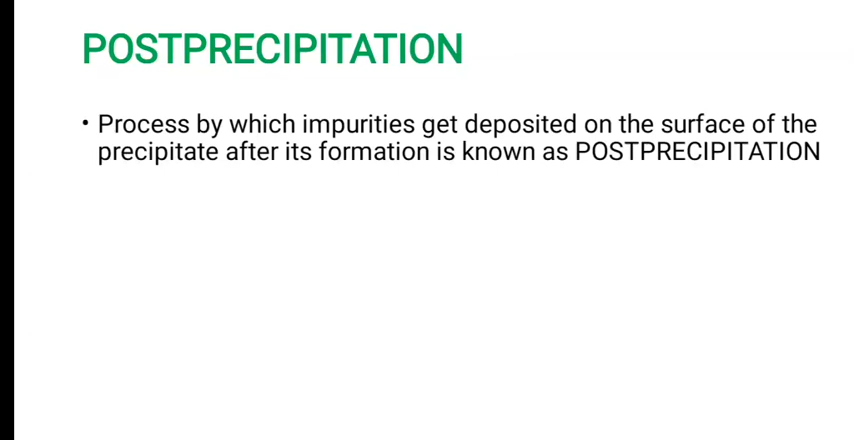 POSTPRECIPITATION
• Process by which impurities get deposited on the surface of the
precipitate after its formation is known as POSTPRECIPITATION